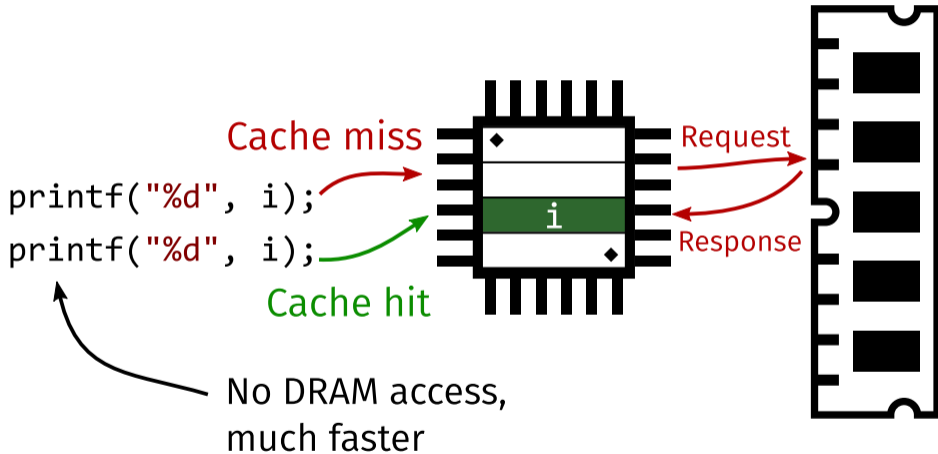 Cache miss
Request
printf("%d", i);
i
printf("%d", i);
Response
Cache hit
No DRAM access,
much faster